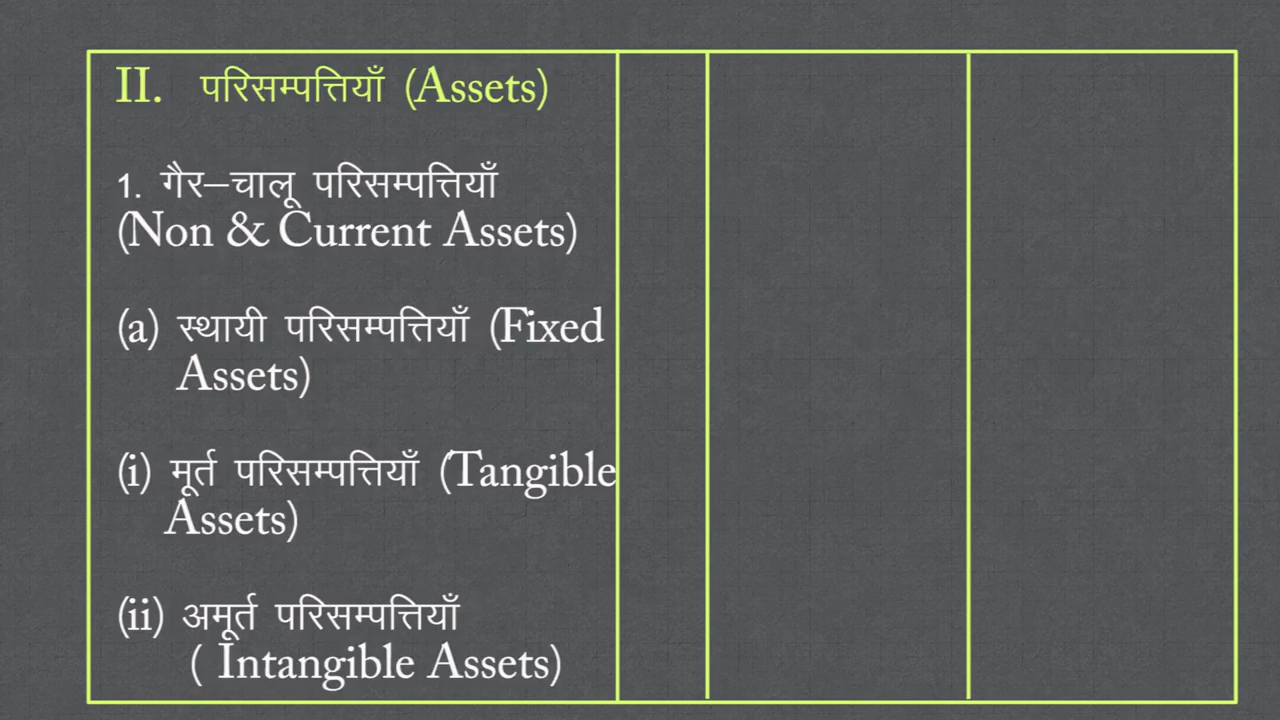 II. परिसम्पत्तियाँ (Assets)
1. गैर–चालू परिसम्पत्तियाँ
(Non & Current Assets)
(a) स्थायी परिसम्पत्तियाँ (Fixed
Assets)
(i) मूर्त परिसम्पत्तियाँ (Tangible
Assets)
(ii) अमूर्त परिसम्पत्तियाँ
( Intangible Assets)